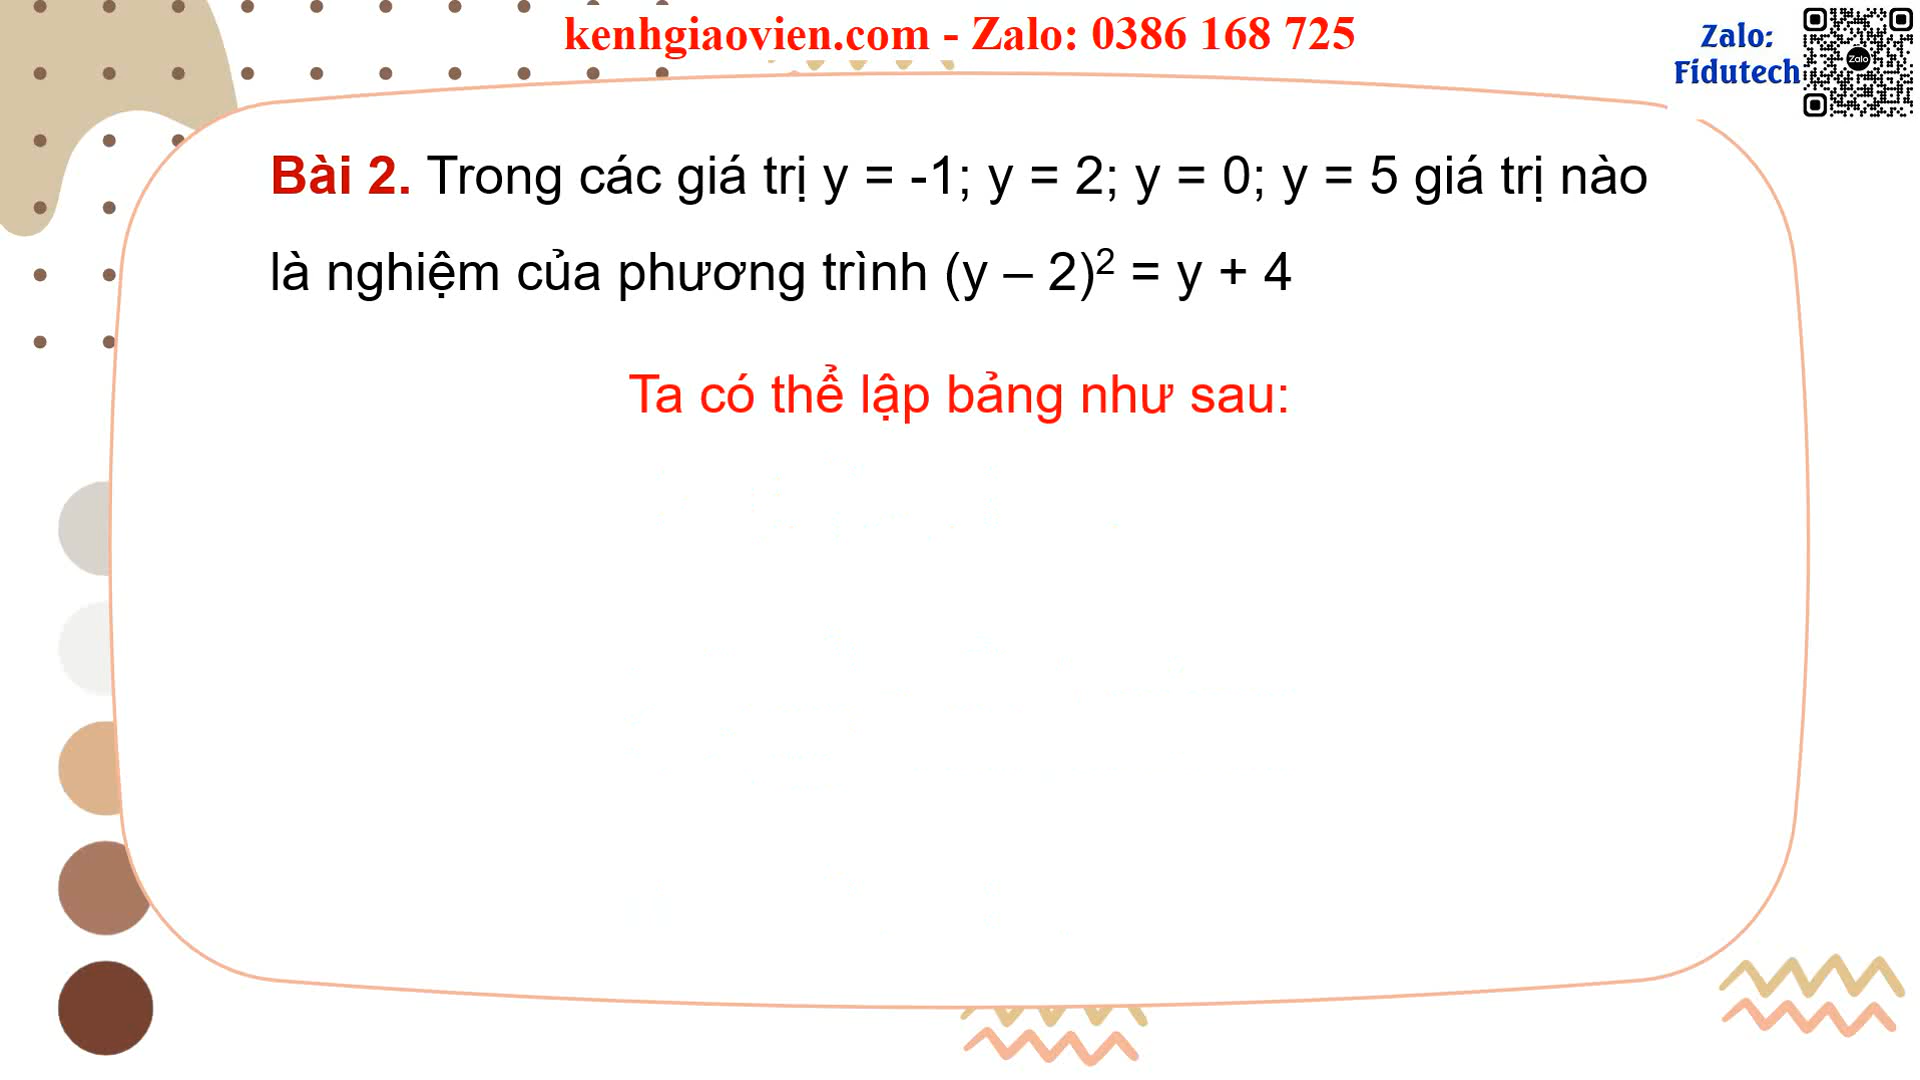 kenhgiaovien.com - Zalo: 0386 168 725
Zalo:
Fidutech
Zalo
Bài 2. Trong các giá trị y = -1; y = 2; y = 0; y = 5 giá trị nào
là nghiệm của phương trình (y – 2)² = y + 4
Ta có thể lập bảng như sau: